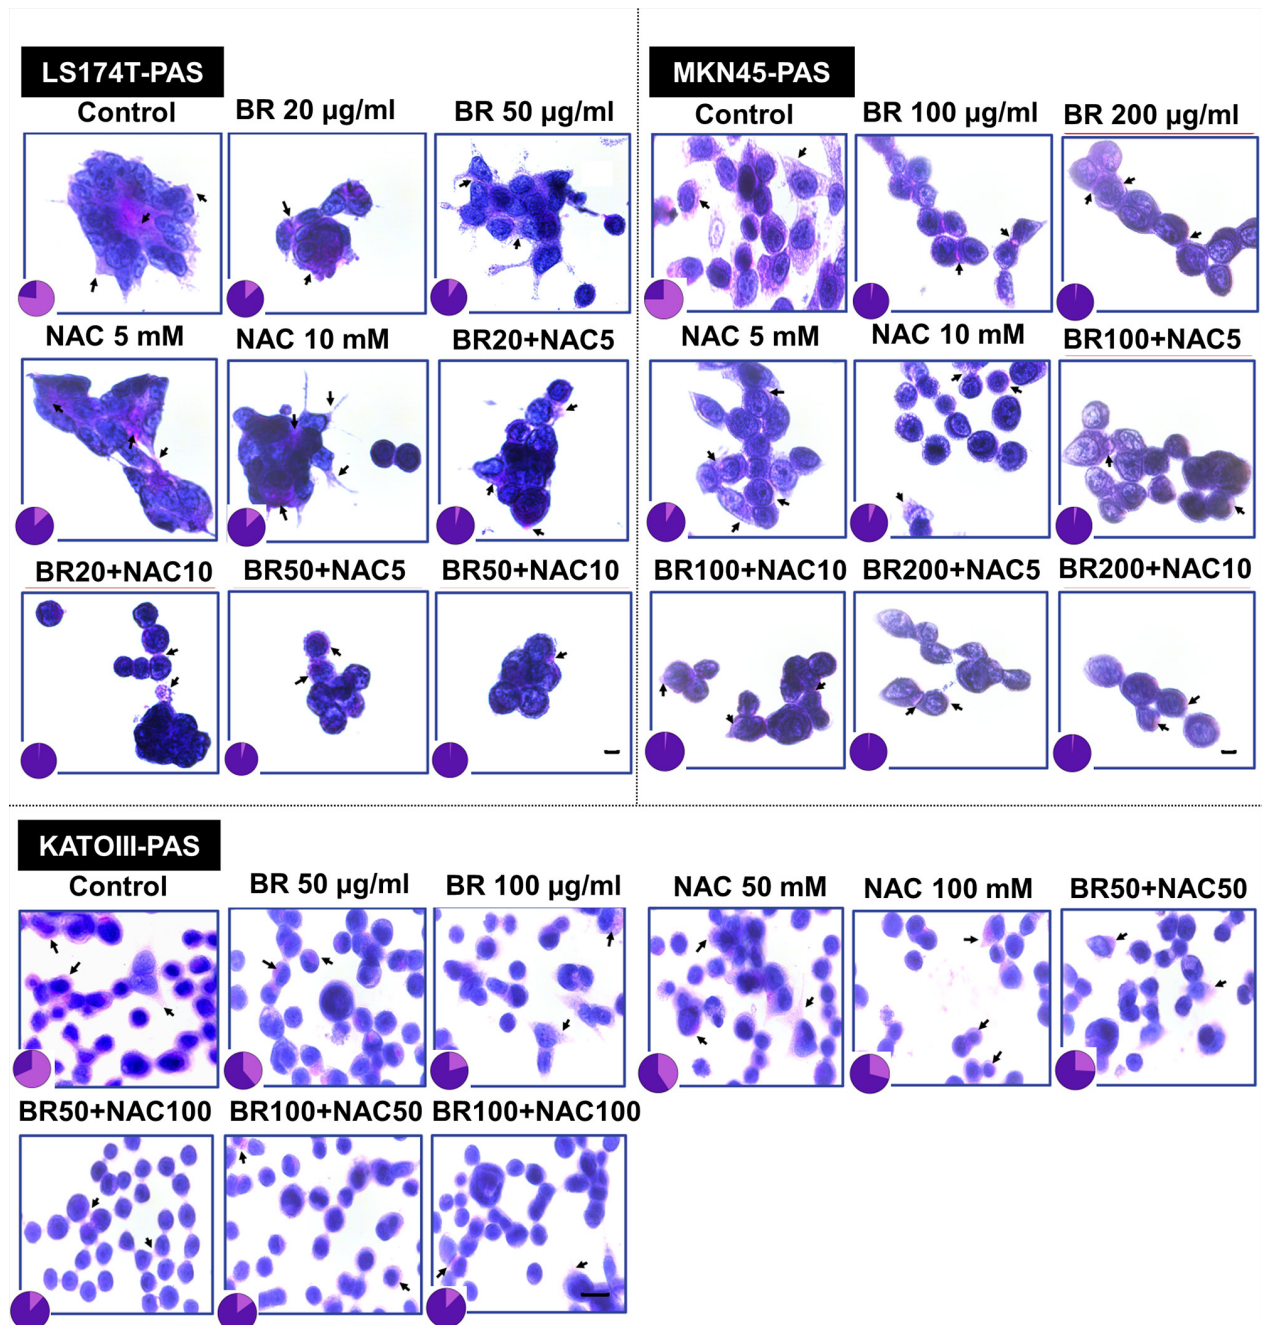 LS174T-PAS
Control
BR 20 µg/ml
BR 50 µg/ml
NAC 5 mM
NAC 10 mM
BR20+NAC5
BR20+NAC10
BR50+NAC5
BR50+NAC10
MKN45-PAS
Control
BR 100 µg/ml
BR 200 µg/ml
NAC 5 mM
NAC 10 mM
BR100+NAC5
BR100+NAC10
BR200+NAC5
BR200+NAC10
KATOIII-PAS
Control
BR 50 µg/ml
BR 100 µg/ml
NAC 50 mM
NAC 100 mM
BR50+NAC50
BR50+NAC100
BR100+NAC50
BR100+NAC100